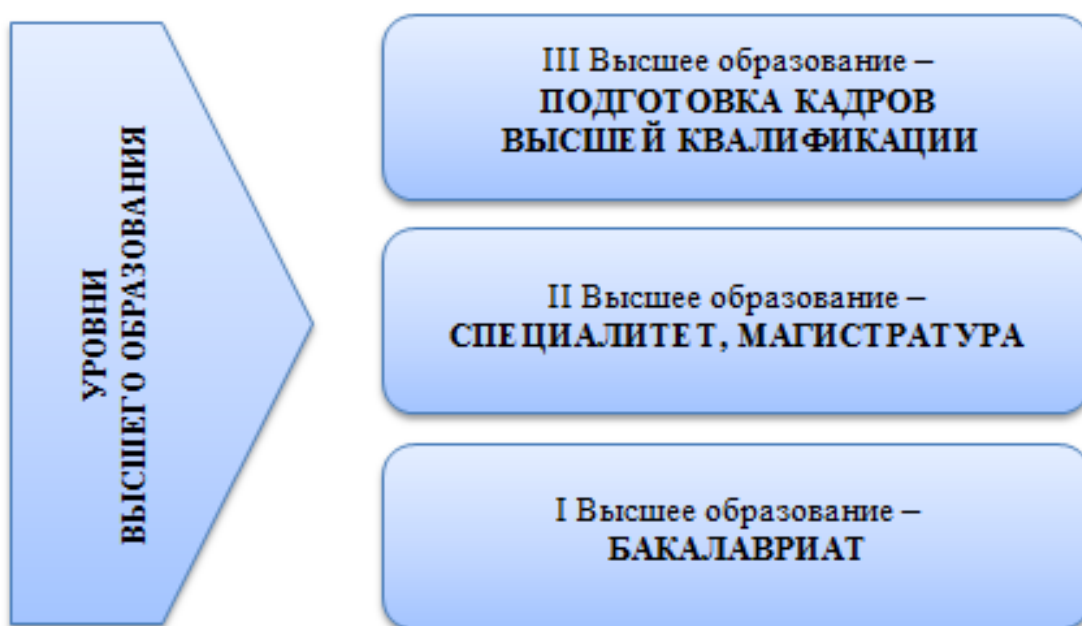 УРОВНИ
ВЫСШЕГО ОБРАЗОВАНИЯ
III Высшее образование –
ПОДГОТОВКА КАДРОВ
ВЫСШЕЙ КВАЛИФИКАЦИИ
II Высшее образование –
СПЕЦИАЛИТЕТ, МАГИСТРАТУРА
I Высшее образование –
БАКАЛАВРИАТ